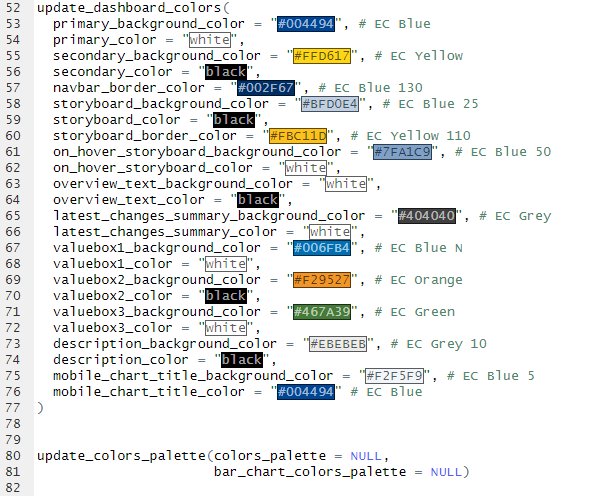 52 update_dashboard_colors(
53   primary_background_color = "#004494", # EC Blue
54   primary_color = "white",
55   secondary_background_color = "#FFD617", # EC Yellow
56   secondary_color = "black",
57   navbar_border_color = "#002F67", # EC Blue 130
58   storyboard_background_color = "#BFD0E4", # EC Blue 25
59   storyboard_color = "black",
60   storyboard_border_color = "#FBC11D", # EC Yellow 110
61   on_hover_storyboard_background_color = "#7FA1C9", # EC Blue 50
62   on_hover_storyboard_color = "white",
63   overview_text_background_color = "white",
64   overview_text_color = "black",
65   latest_changes_summary_background_color = "#404040", # EC Grey
66   latest_changes_summary_color = "white",
67   valuebox1_background_color = "#006FB4", # EC Blue N
68   valuebox1_color = "white",
69   valuebox2_background_color = "#F29527", # EC Orange
70   valuebox2_color = "black",
71   valuebox3_background_color = "#467A39", # EC Green
72   valuebox3_color = "white",
73   description_background_color = "#EBEBEB", # EC Grey 10
74   description_color = "black",
75   mobile_chart_title_background_color = "#F2F5F9", # EC Blue 5
76   mobile_chart_title_color = "#004494" # EC Blue
77 )
78
79
80 update_colors_palette(colors_palette = NULL,
81                       bar_chart_colors_palette = NULL)
82